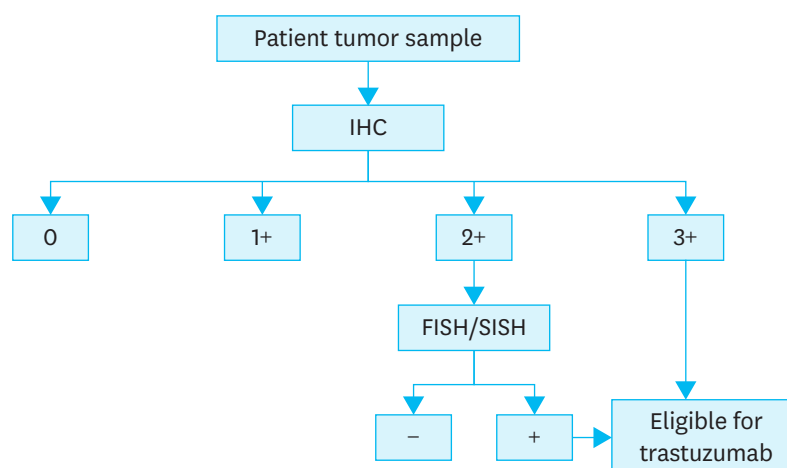 Patient tumor sample
IHC
0
1+
2+
3+
FISH/SISH
−
+
Eligible for
trastuzumab